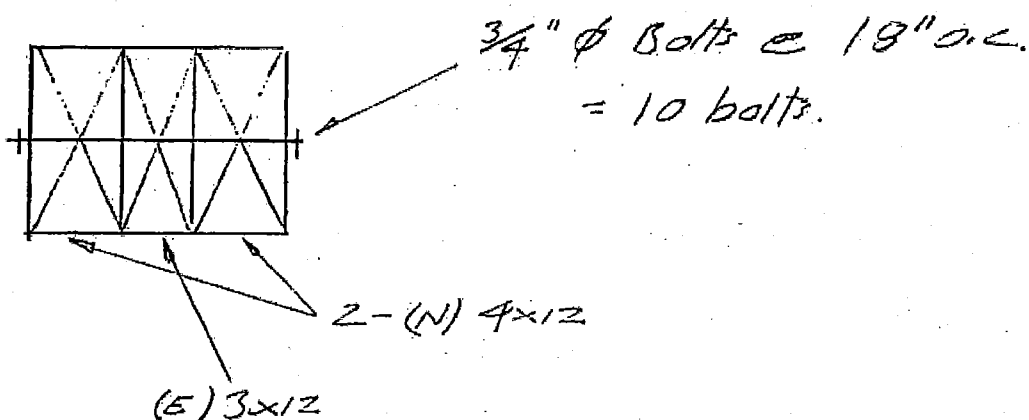 3/4" ϕ Bolts @ 18" o.c.
= 10 bolts.
2-(N) 4x12
(E) 3x12